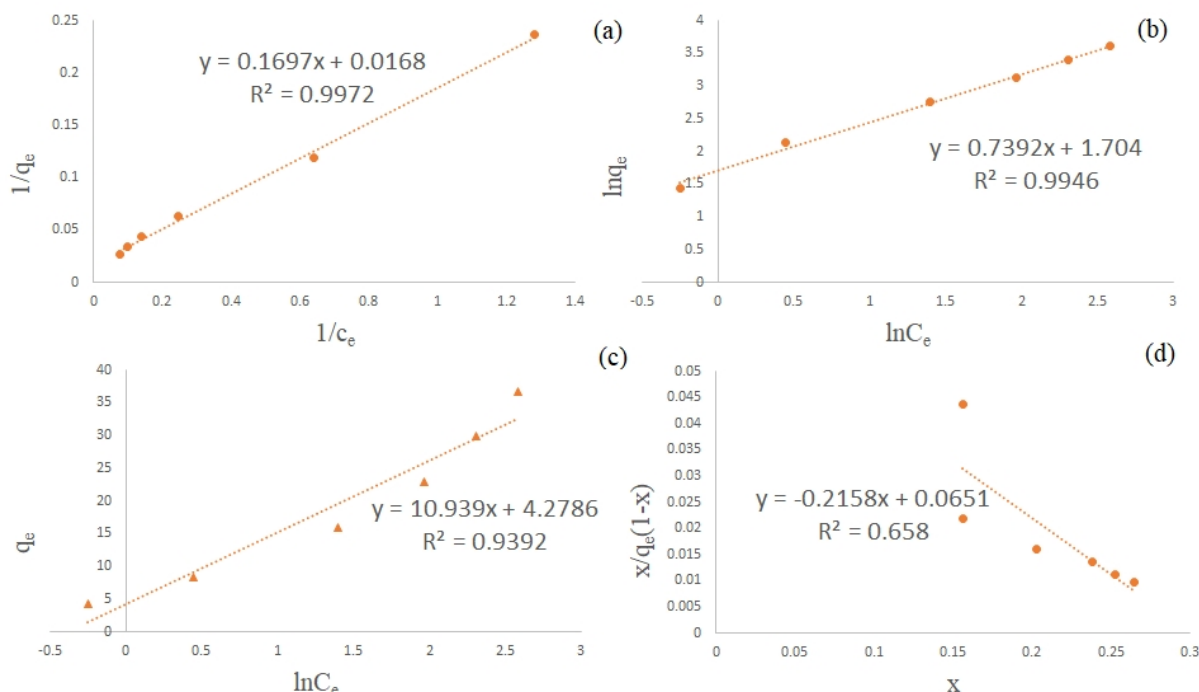 (a)
0.25
0.2
0.15
0.1
0.05
0
1/qₑ
y = 0.1697x + 0.0168
R² = 0.9972
0 0.2 0.4 0.6 0.8 1 1.2 1.4
1/cₑ
(b)
4
3.5
3
2.5
2
1.5
1
0.5
0
lnqₑ
y = 0.7392x + 1.704
R² = 0.9946
-0.5 0 0.5 1 1.5 2 2.5 3
lnCₑ
(c)
40
35
30
25
20
15
10
5
0
qₑ
y = 10.939x + 4.2786
R² = 0.9392
-0.5 0 0.5 1 1.5 2 2.5 3
lnCₑ
(d)
0.05
0.045
0.04
0.035
0.03
0.025
0.02
0.015
0.01
0.005
0
x/qₑ(1-x)
y = -0.2158x + 0.0651
R² = 0.658
0 0.05 0.1 0.15 0.2 0.25 0.3
x